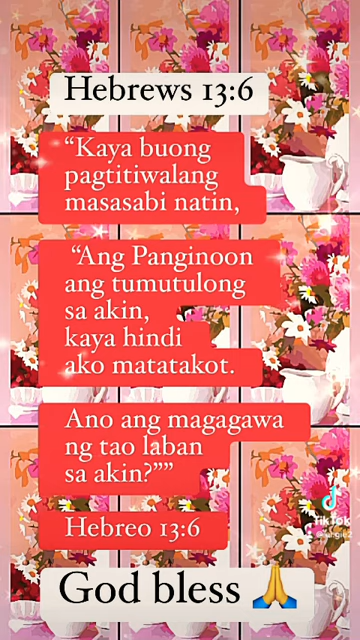 Hebrews 13:6
“Kaya buong
pagtitiwalang
masasabi natin,
“Ang Panginoon
ang tumutulong
sa akin,
kaya hindi
ako matatakot.
Ano ang magagawa
ng tao laban
sa akin?””
Hebreo 13:6
God bless 🙏
TikTok